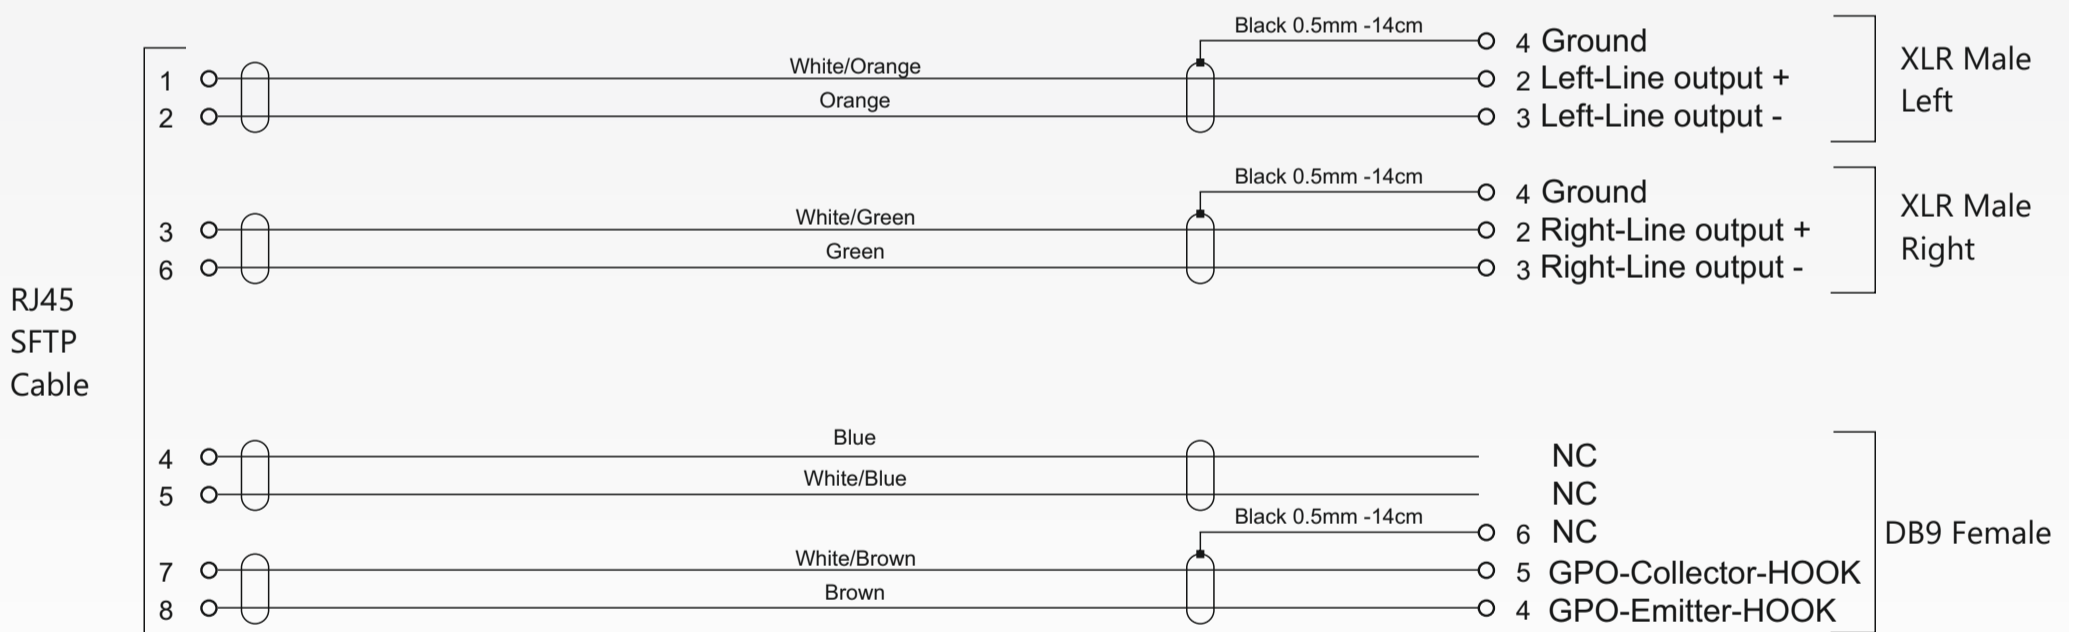 Black 0.5mm -14cm
4 Ground
1
White/Orange
2 Left-Line output +
2
Orange
3 Left-Line output -
XLR Male
Left
Black 0.5mm -14cm
4 Ground
3
White/Green
2 Right-Line output +
6
Green
3 Right-Line output -
XLR Male
Right
RJ45
SFTP
Cable
4
Blue
NC
5
White/Blue
NC
Black 0.5mm -14cm
6 NC
7
White/Brown
5 GPO-Collector-HOOK
8
Brown
4 GPO-Emitter-HOOK
DB9 Female